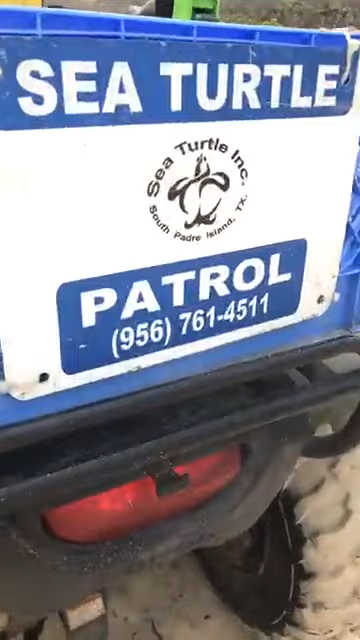 SEA TURTLE
Sea Turtle Inc.
South Padre Island, TX.
PATROL
(956) 761-4511